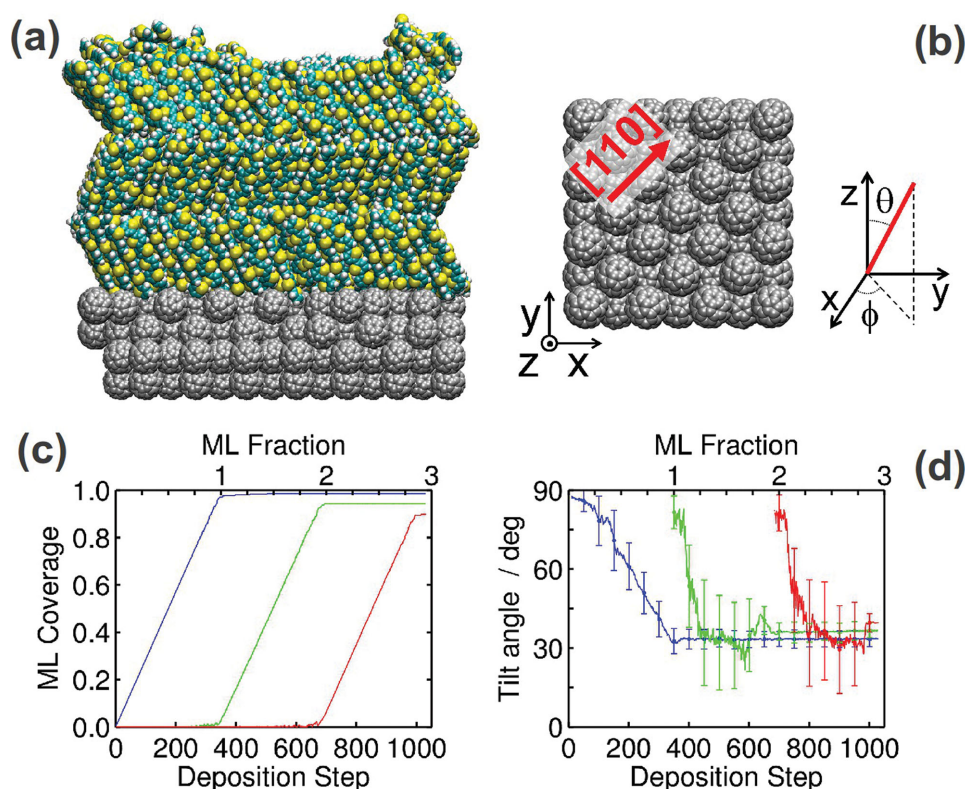 (a)
(b)
[110]
z
θ
y
x
ϕ
y
z
x
(c)
ML Fraction
1
2
3
1.0
0.8
0.6
0.4
0.2
0.0
ML Coverage
0
200
400
600
800
1000
Deposition Step
(d)
ML Fraction
1
2
3
90
60
30
0
Tilt angle / deg
0
200
400
600
800
1000
Deposition Step